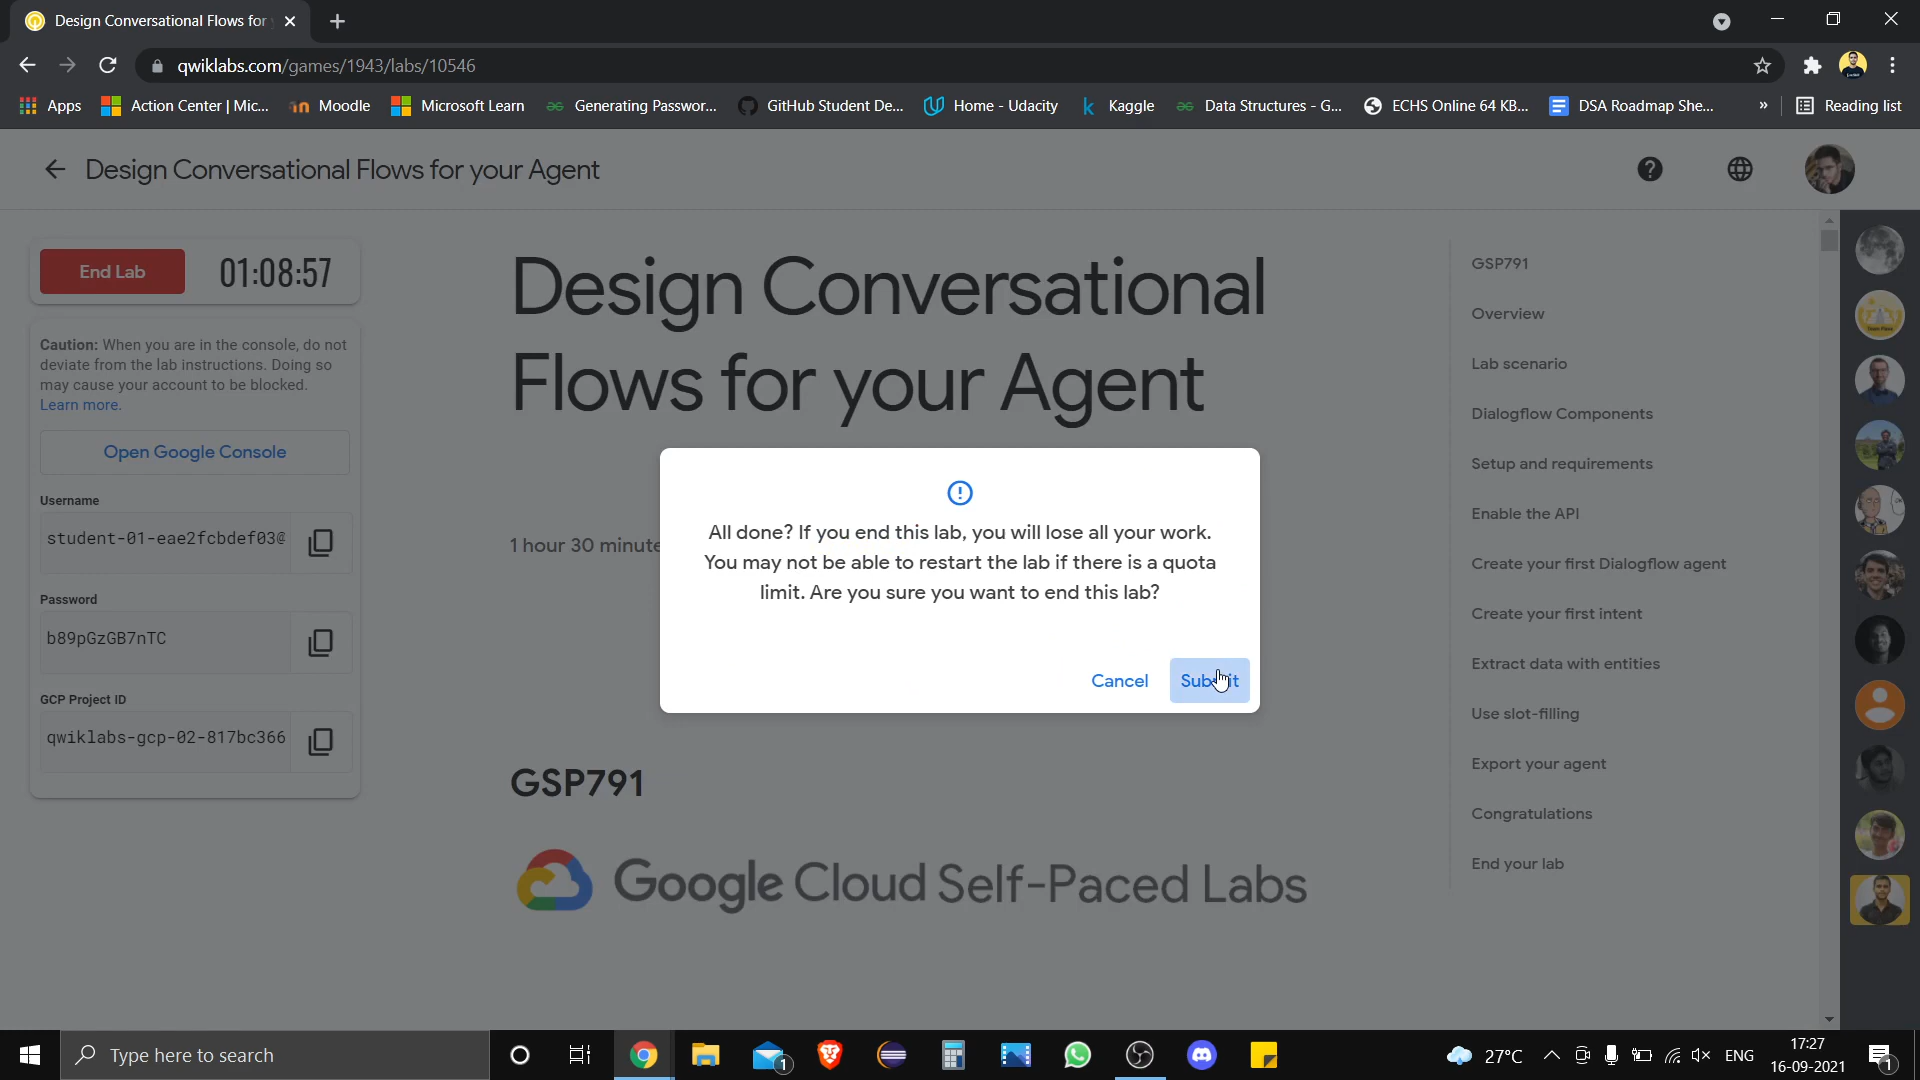 Design Conversational Flows for
qwiklabs.com/games/1943/labs/10546
Apps
Action Center | Mic...
Moodle
Microsoft Learn
Generating Passwor...
GitHub Student De...
Home - Udacity
Kaggle
Data Structures - G...
ECHS Online 64 KB...
DSA Roadmap She...
»
Reading list
Design Conversational Flows for your Agent
End Lab
01:08:57
Caution: When you are in the console, do not
deviate from the lab instructions. Doing so
may cause your account to be blocked.
Learn more.
Open Google Console
Username
student-01-eae2fcbdef03@
Password
b89pGzGB7nTC
GCP Project ID
qwiklabs-gcp-02-817bc366
Design Conversational
Flows for your Agent
1 hour 30 minute
All done? If you end this lab, you will lose all your work.
You may not be able to restart the lab if there is a quota
limit. Are you sure you want to end this lab?
Cancel
Submit
GSP791
Google Cloud Self-Paced Labs
GSP791
Overview
Lab scenario
Dialogflow Components
Setup and requirements
Enable the API
Create your first Dialogflow agent
Create your first intent
Extract data with entities
Use slot-filling
Export your agent
Congratulations
End your lab
Type here to search
1
27°C
ENG
17:27
16-09-2021
1